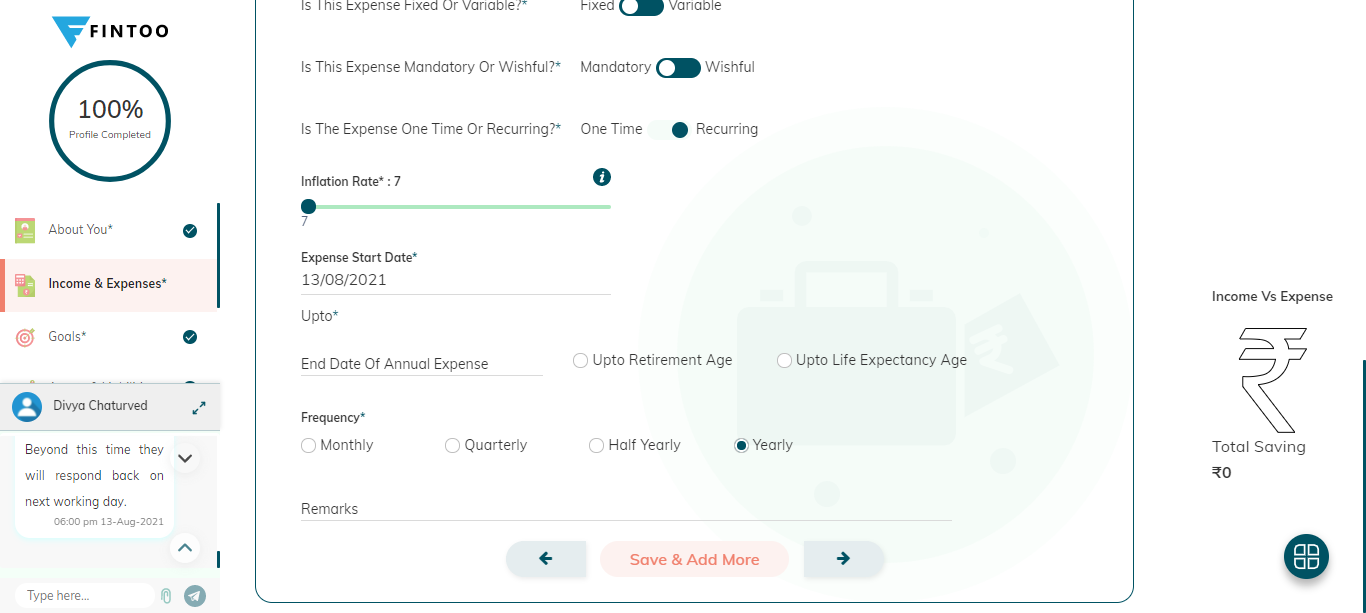 FINTOO
100%
Profile Completed
About You*
Income & Expenses*
Goals*
Divya Chaturved
Beyond this time they
will respond back on
next working day.
06:00 pm 13-Aug-2021
Type here...
Is This Expense Fixed Or Variable?* Fixed Variable
Is This Expense Mandatory Or Wishful?* Mandatory Wishful
Is The Expense One Time Or Recurring?* One Time Recurring
Inflation Rate* : 7
7
Expense Start Date*
13/08/2021
Upto*
End Date Of Annual Expense Upto Retirement Age Upto Life Expectancy Age
Frequency*
Monthly Quarterly Half Yearly Yearly
Remarks
Save & Add More
Income Vs Expense
Total Saving
₹0